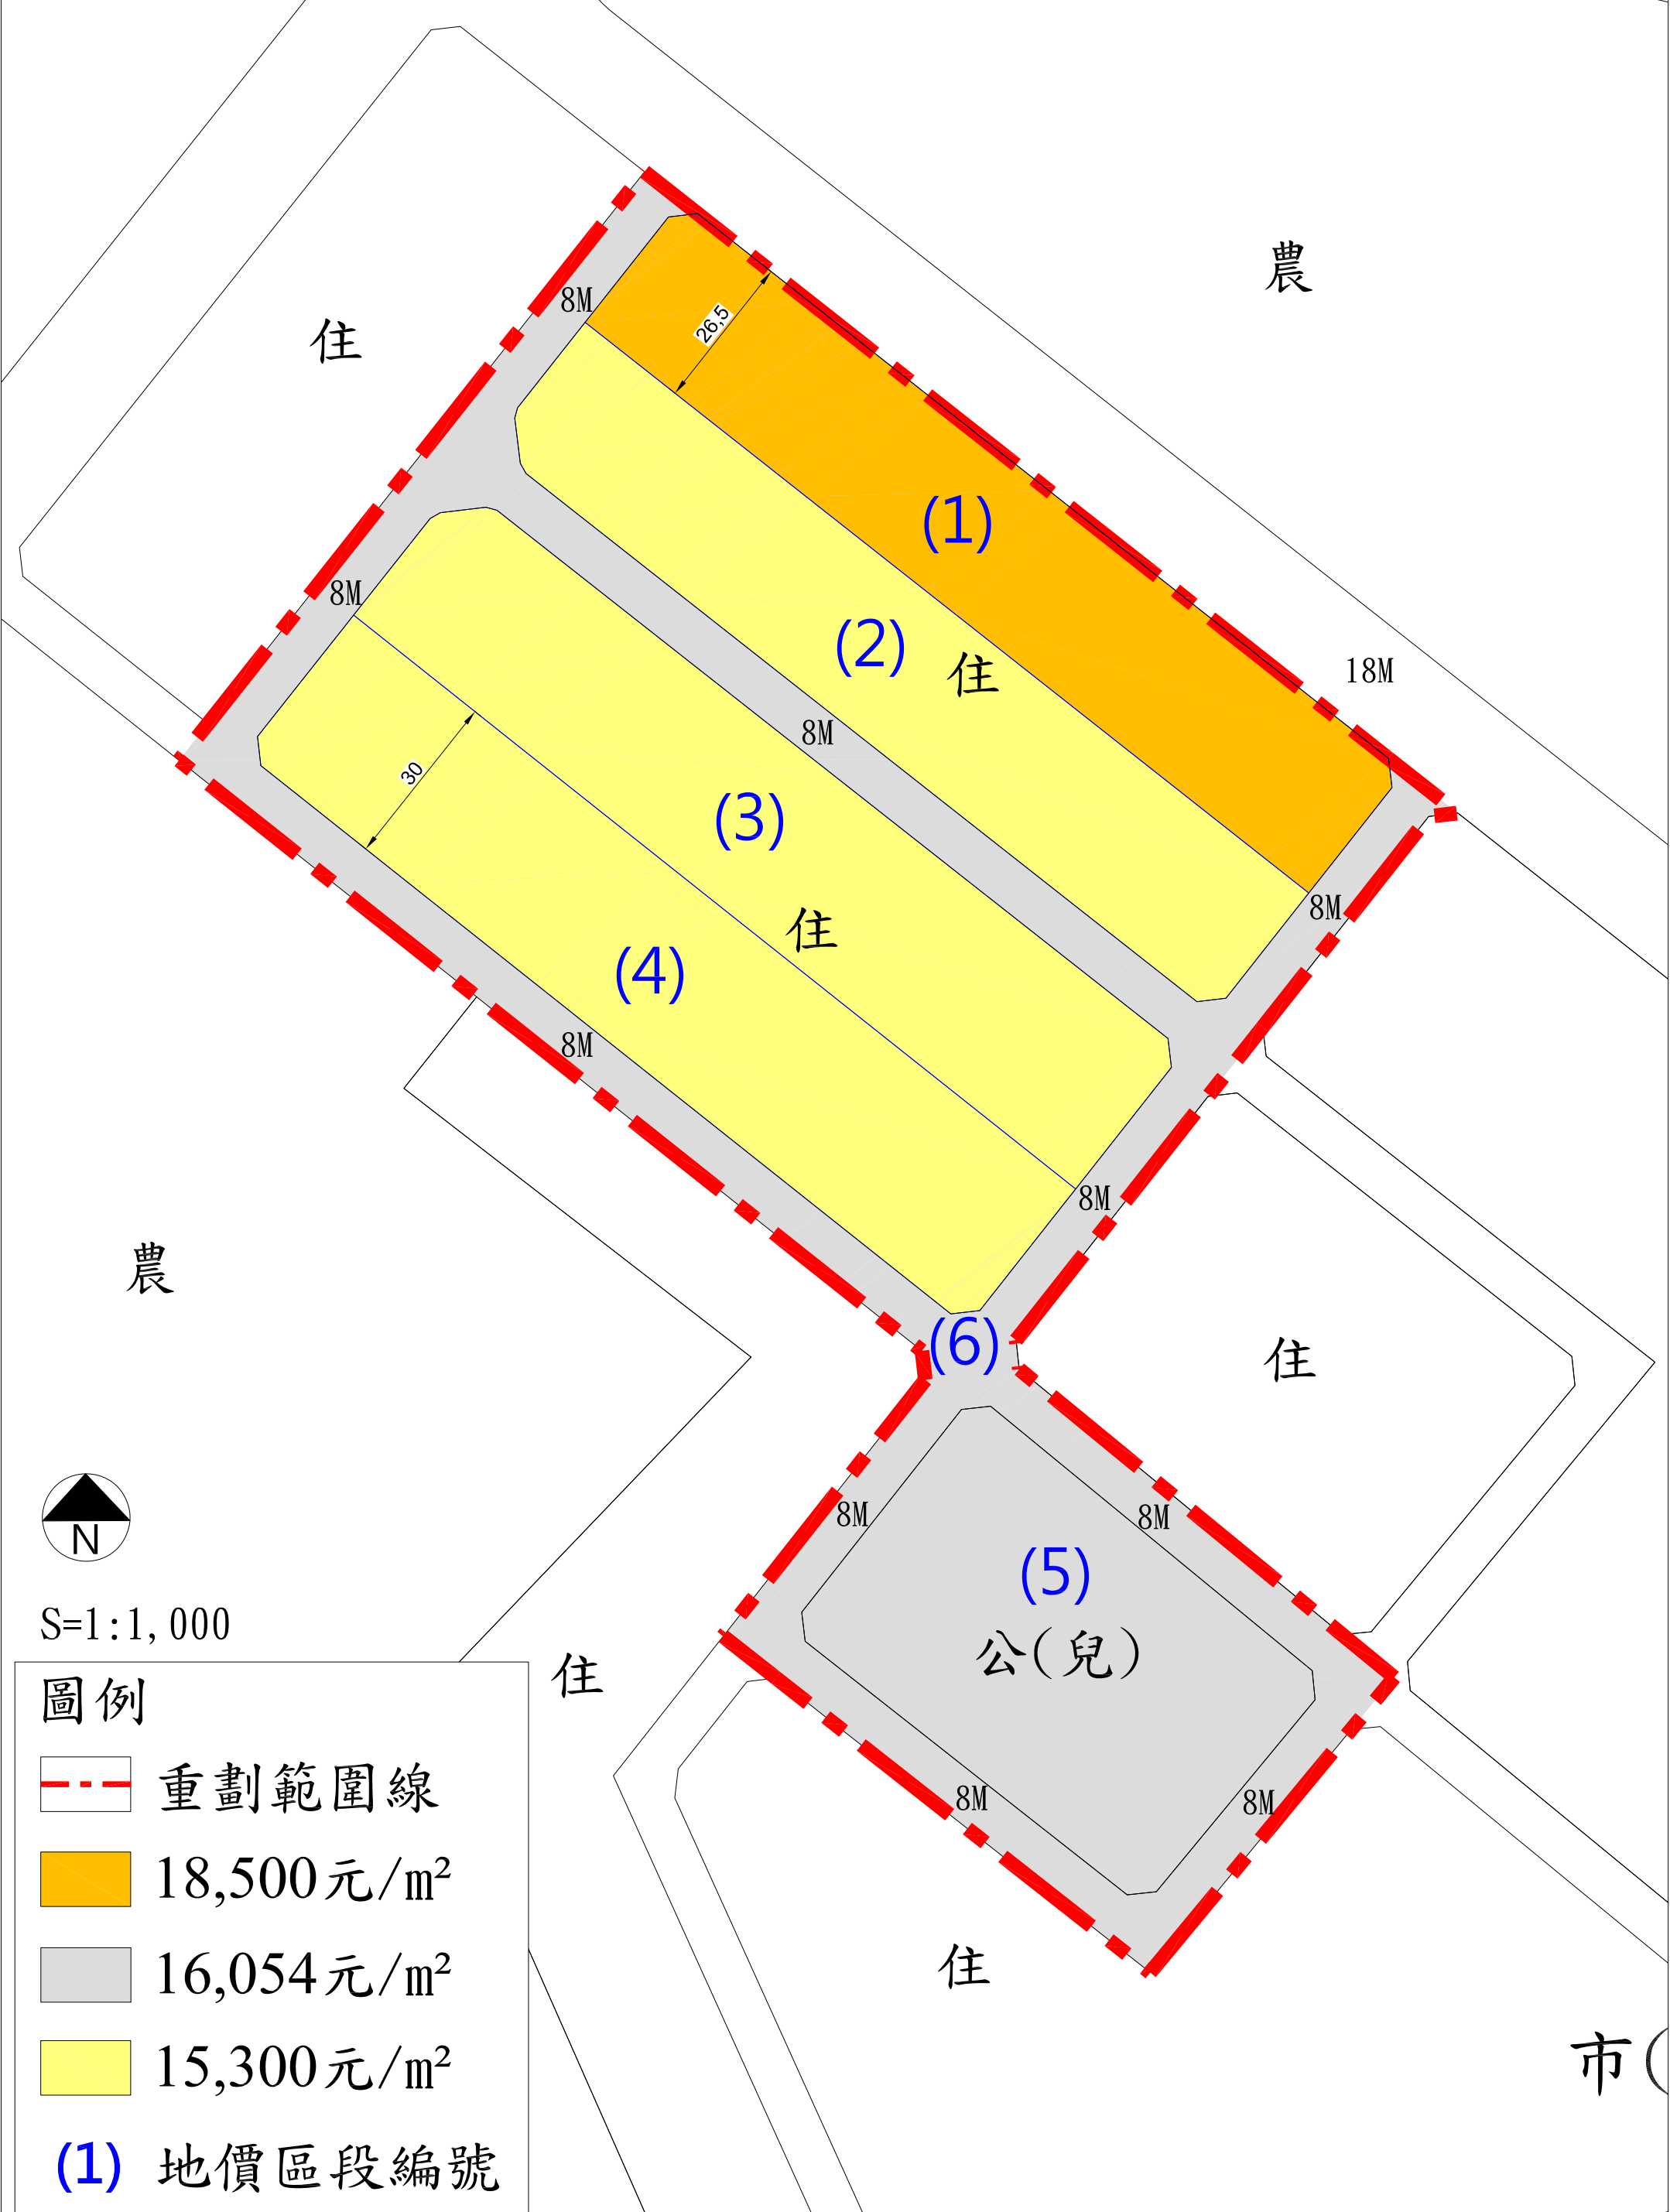 農
8M
住
26,5
(1)
8M
(2)
住
18M
8M
(3)
30
8M
住
(4)
8M
8M
農
(6)
住
8M
8M
N
(5)
S=1:1,000
公(兒)
住
圖例
重劃範圍線
8M
8M
18,500元/m²
住
16,054元/m²
15,300元/m²
市(
(1) 地價區段編號